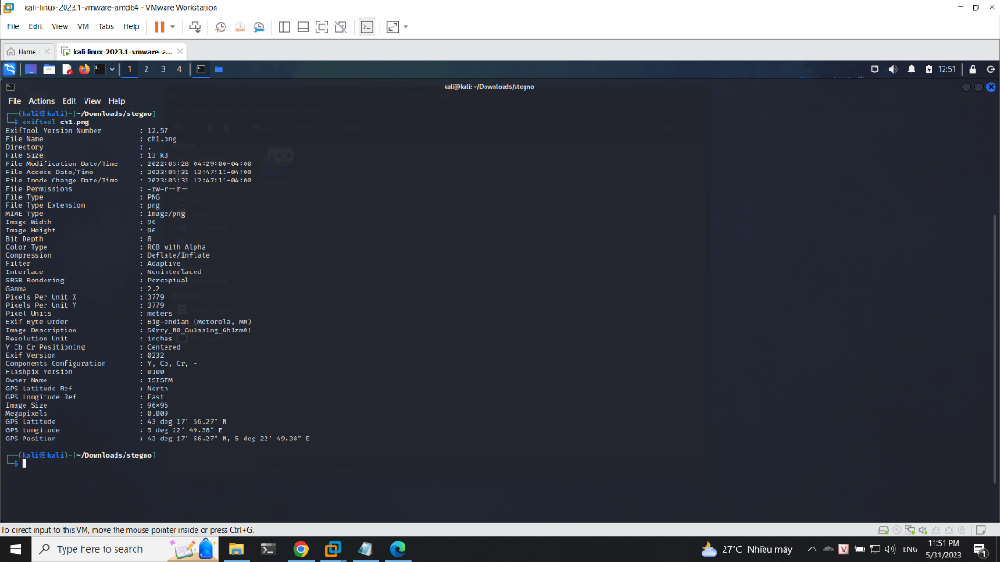 kali-linux-2023.1-vmware-amd64 - VMware Workstation
File Edit View VM Tabs Help
Home kali-linux-2023.1-vmware-a...
1 2 3 4 12:51
kali@kali: ~/Downloads/stegno
File Actions Edit View Help
┌──(kali㉿kali)-[~/Downloads/stegno]
└─$ exiftool ch1.png
ExifTool Version Number : 12.57
File Name : ch1.png
Directory : .
File Size : 13 kB
File Modification Date/Time : 2022:03:28 04:29:00-04:00
File Access Date/Time : 2023:05:31 12:47:11-04:00
File Inode Change Date/Time : 2023:05:31 12:47:11-04:00
File Permissions : -rw-r--r--
File Type : PNG
File Type Extension : png
MIME Type : image/png
Image Width : 96
Image Height : 96
Bit Depth : 8
Color Type : RGB with Alpha
Compression : Deflate/Inflate
Filter : Adaptive
Interlace : Noninterlaced
SRGB Rendering : Perceptual
Gamma : 2.2
Pixels Per Unit X : 3779
Pixels Per Unit Y : 3779
Pixel Units : meters
Exif Byte Order : Big-endian (Motorola, MM)
Image Description : S0rry_N0_Gu3ss1ng_Gh1zm0!
Resolution Unit : inches
Y Cb Cr Positioning : Centered
Exif Version : 0232
Components Configuration : Y, Cb, Cr, -
Flashpix Version : 0100
Owner Name : ISISTM
GPS Latitude Ref : North
GPS Longitude Ref : East
Image Size : 96×96
Megapixels : 0.009
GPS Latitude : 43 deg 17' 56.27" N
GPS Longitude : 5 deg 22' 49.38" E
GPS Position : 43 deg 17' 56.27" N, 5 deg 22' 49.38" E
┌──(kali㉿kali)-[~/Downloads/stegno]
└─$
To direct input to this VM, move the mouse pointer inside or press Ctrl+G.
Type here to search 27°C Nhiều mây V ENG 11:51 PM
5/31/2023 1